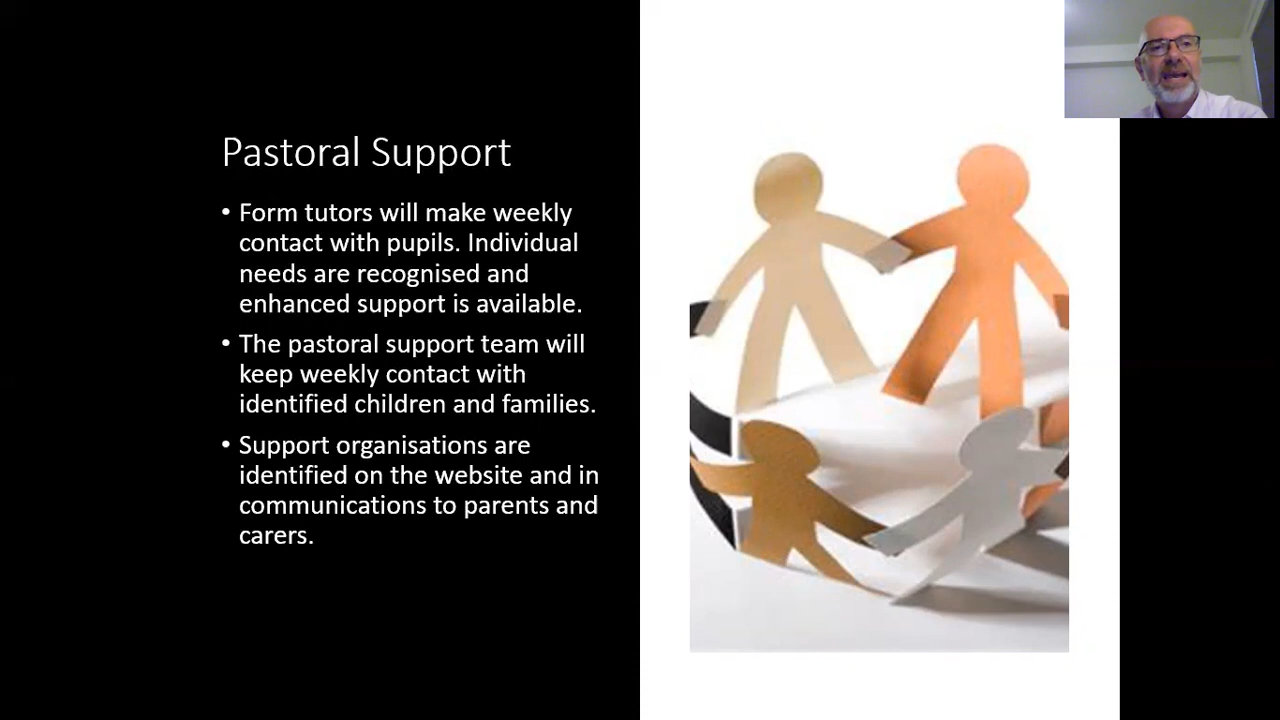 Pastoral Support
• Form tutors will make weekly
contact with pupils. Individual
needs are recognised and
enhanced support is available.
• The pastoral support team will
keep weekly contact with
identified children and families.
• Support organisations are
identified on the website and in
communications to parents and
carers.